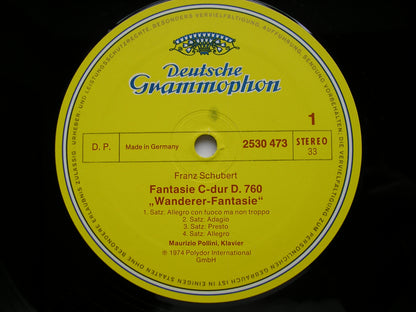 Deutsche
Grammophon
1
D. P.
Made in Germany
2530 473
STEREO
33
Franz Schubert
Fantasie C-dur D. 760
„Wanderer-Fantasie“
1. Satz: Allegro con fuoco ma non troppo
2. Satz: Adagio
3. Satz: Presto
4. Satz: Allegro
Maurizio Pollini, Klavier
℗ 1974 Polydor International
GmbH